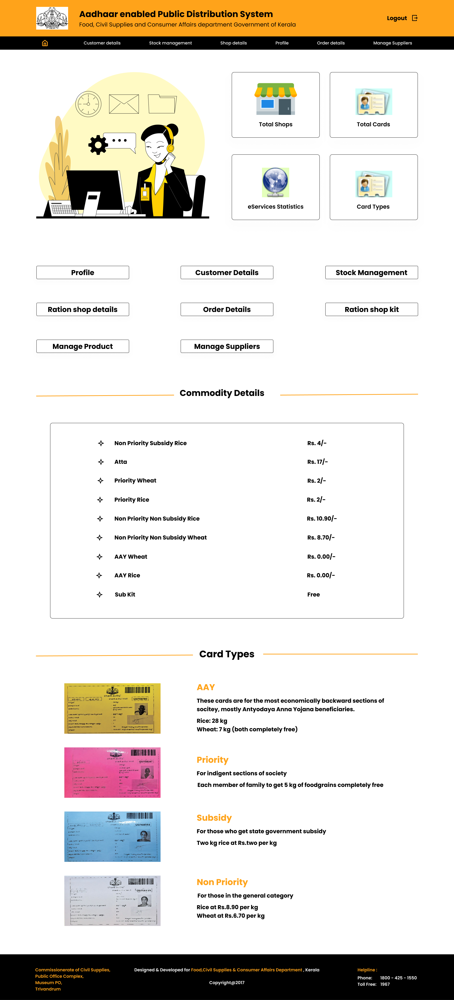 Aadhaar enabled Public Distribution System
Food, Civil Supplies and Consumer Affairs department Government of Kerala
Logout
Customer details
Stock management
Shop details
Profile
Order details
Manage Suppliers
Total Shops
Total Cards
eServices Statistics
Card Types
Profile
Customer Details
Stock Management
Ration shop details
Order Details
Ration shop kit
Manage Product
Manage Suppliers
Commodity Details
Non Priority Subsidy Rice Rs. 4/-
Atta Rs. 17/-
Priority Wheat Rs. 2/-
Priority Rice Rs. 2/-
Non Priority Non Subsidy Rice Rs. 10.90/-
Non Priority Non Subsidy Wheat Rs. 8.70/-
AAY Wheat Rs. 0.00/-
AAY Rice Rs. 0.00/-
Sub Kit Free
Card Types
1207158780
AAY
These cards are for the most economically backward sections of
socitey, mostly Antyodaya Anna Yojana beneficiaries.
Rice: 28 kg
Wheat: 7 kg (both completely free)
1207158347
Priority
For indigent sections of society
Each member of family to get 5 kg of foodgrains completely free
1207168593
Subsidy
For those who get state government subsidy
Two kg rice at Rs.two per kg
Non Priority
For those in the general category
Rice at Rs.8.90 per kg
Wheat at Rs.6.70 per kg
Commissionerate of Civil Supplies,
Public Office Complex,
Museum PO,
Trivandrum
Designed & Developed for Food,Civil Supplies & Consumer Affairs Department , Kerala
Copyright@2017
Helpline :
Phone: 1800 - 425 - 1550
Toll Free: 1967